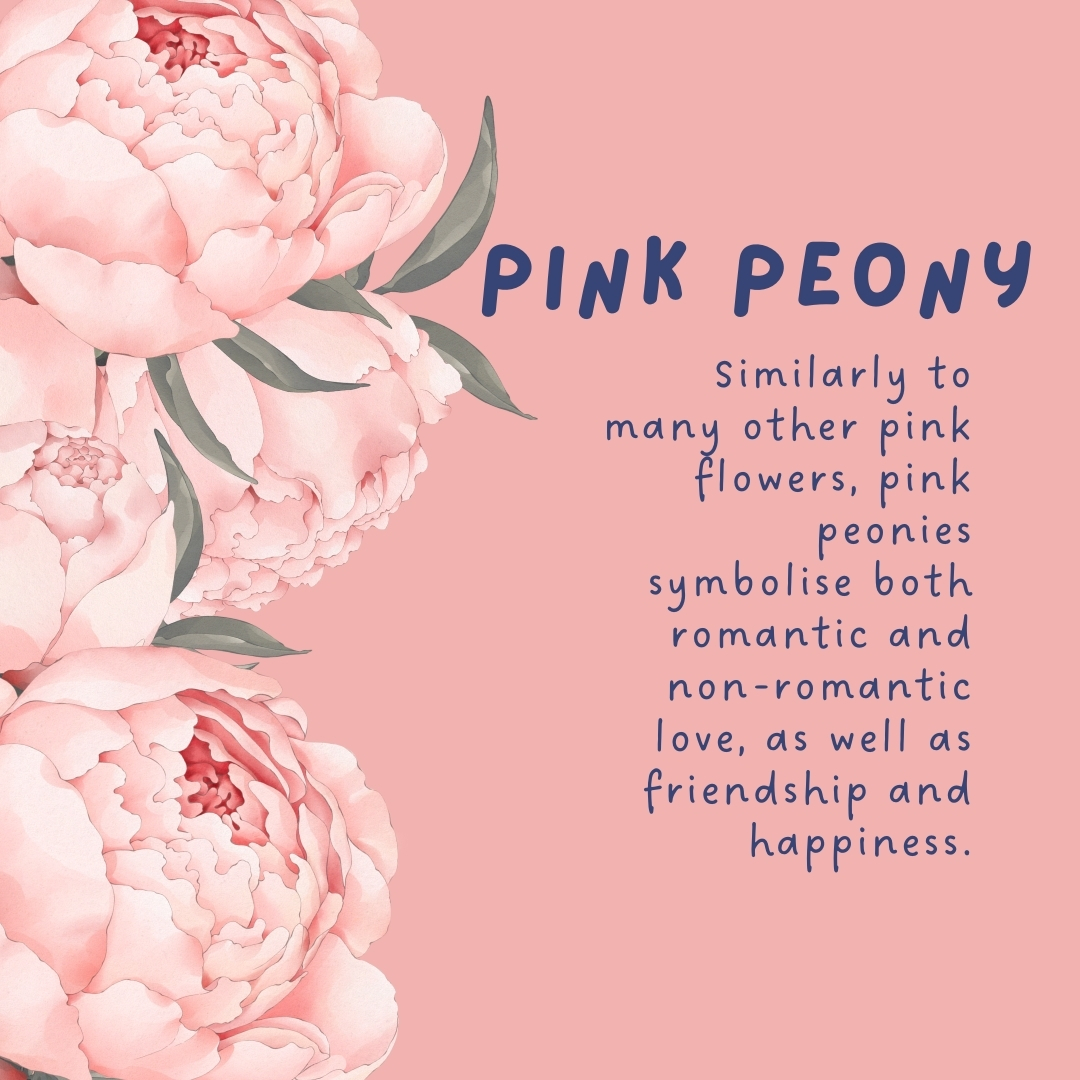 PINK PEONY
Similarly to
many other pink
flowers, pink
peonies
symbolise both
romantic and
non-romantic
love, as well as
friendship and
happiness.